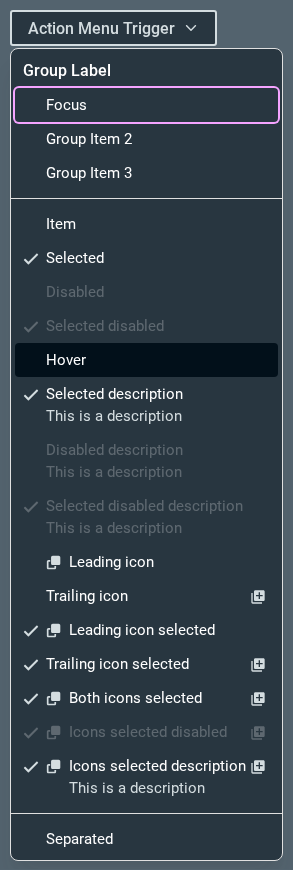 Action Menu Trigger
Group Label
Focus
Group Item 2
Group Item 3
Item
Selected
Disabled
Selected disabled
Hover
Selected description
This is a description
Disabled description
This is a description
Selected disabled description
This is a description
Leading icon
Trailing icon
Leading icon selected
Trailing icon selected
Both icons selected
Icons selected disabled
Icons selected description
This is a description
Separated